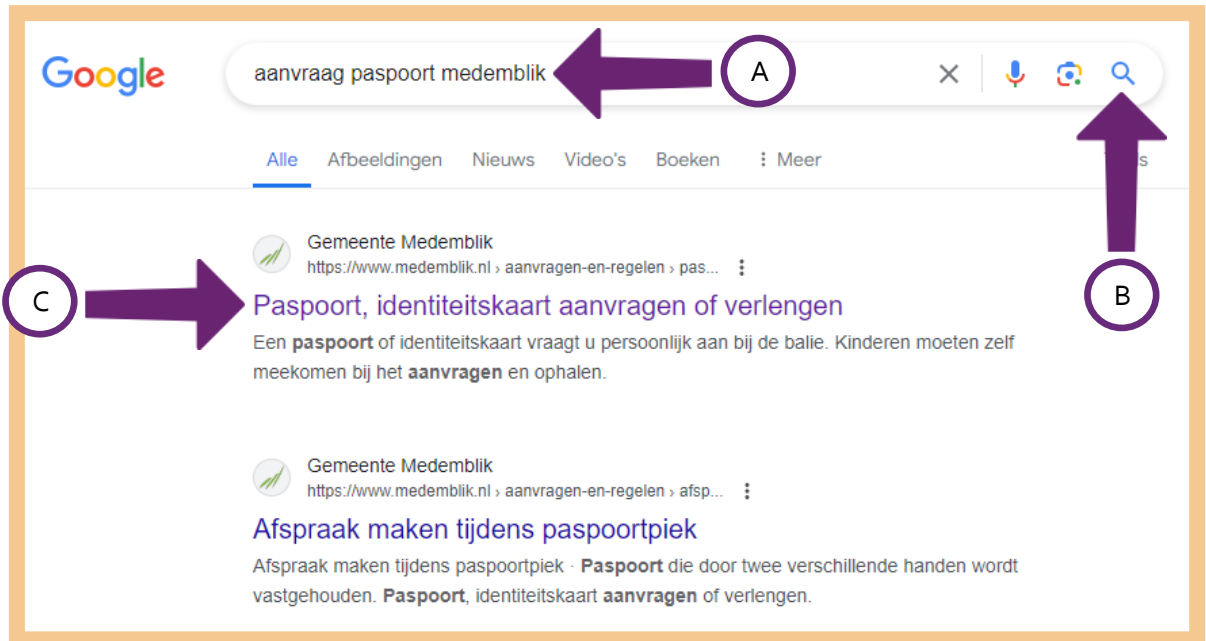 Google
aanvraag paspoort medemblik
A
Alle Afbeeldingen Nieuws Video's Boeken Meer
B
Gemeente Medemblik
https://www.medemblik.nl › aanvragen-en-regelen › pas...
C
Paspoort, identiteitskaart aanvragen of verlengen
Een paspoort of identiteitskaart vraagt u persoonlijk aan bij de balie. Kinderen moeten zelf
meekomen bij het aanvragen en ophalen.
Gemeente Medemblik
https://www.medemblik.nl › aanvragen-en-regelen › afsp...
Afspraak maken tijdens paspoortpiek
Afspraak maken tijdens paspoortpiek · Paspoort die door twee verschillende handen wordt
vastgehouden. Paspoort, identiteitskaart aanvragen of verlengen.